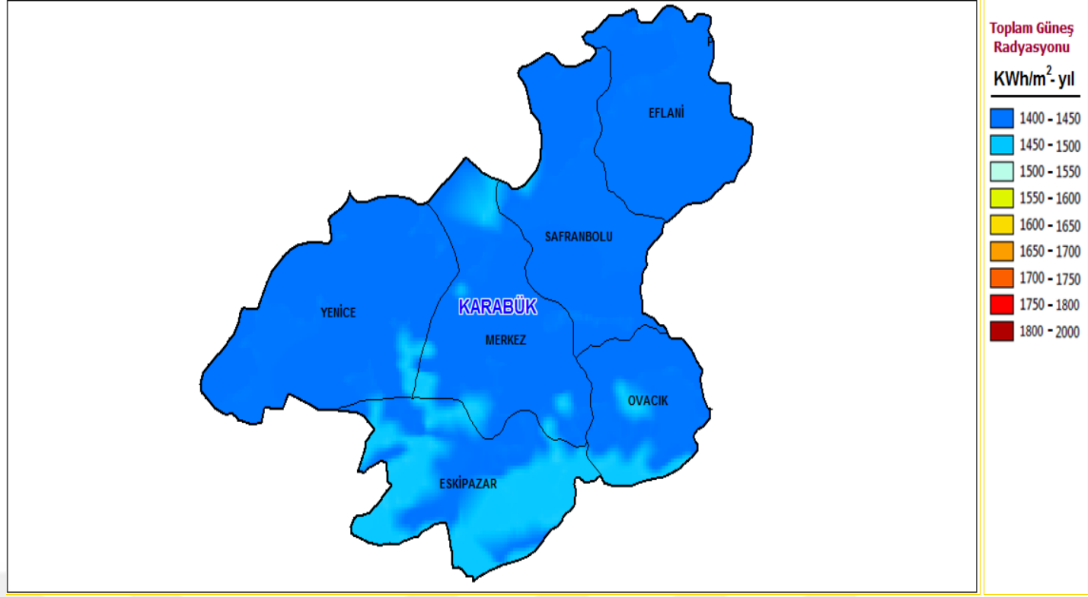 EFLANİ
SAFRANBOLU
YENİCE
KARABÜK
MERKEZ
OVACIK
ESKİPAZAR
Toplam Güneş
Radyasyonu
KWh/m²- yıl
1400 - 1450
1450 - 1500
1500 - 1550
1550 - 1600
1600 - 1650
1650 - 1700
1700 - 1750
1750 - 1800
1800 - 2000